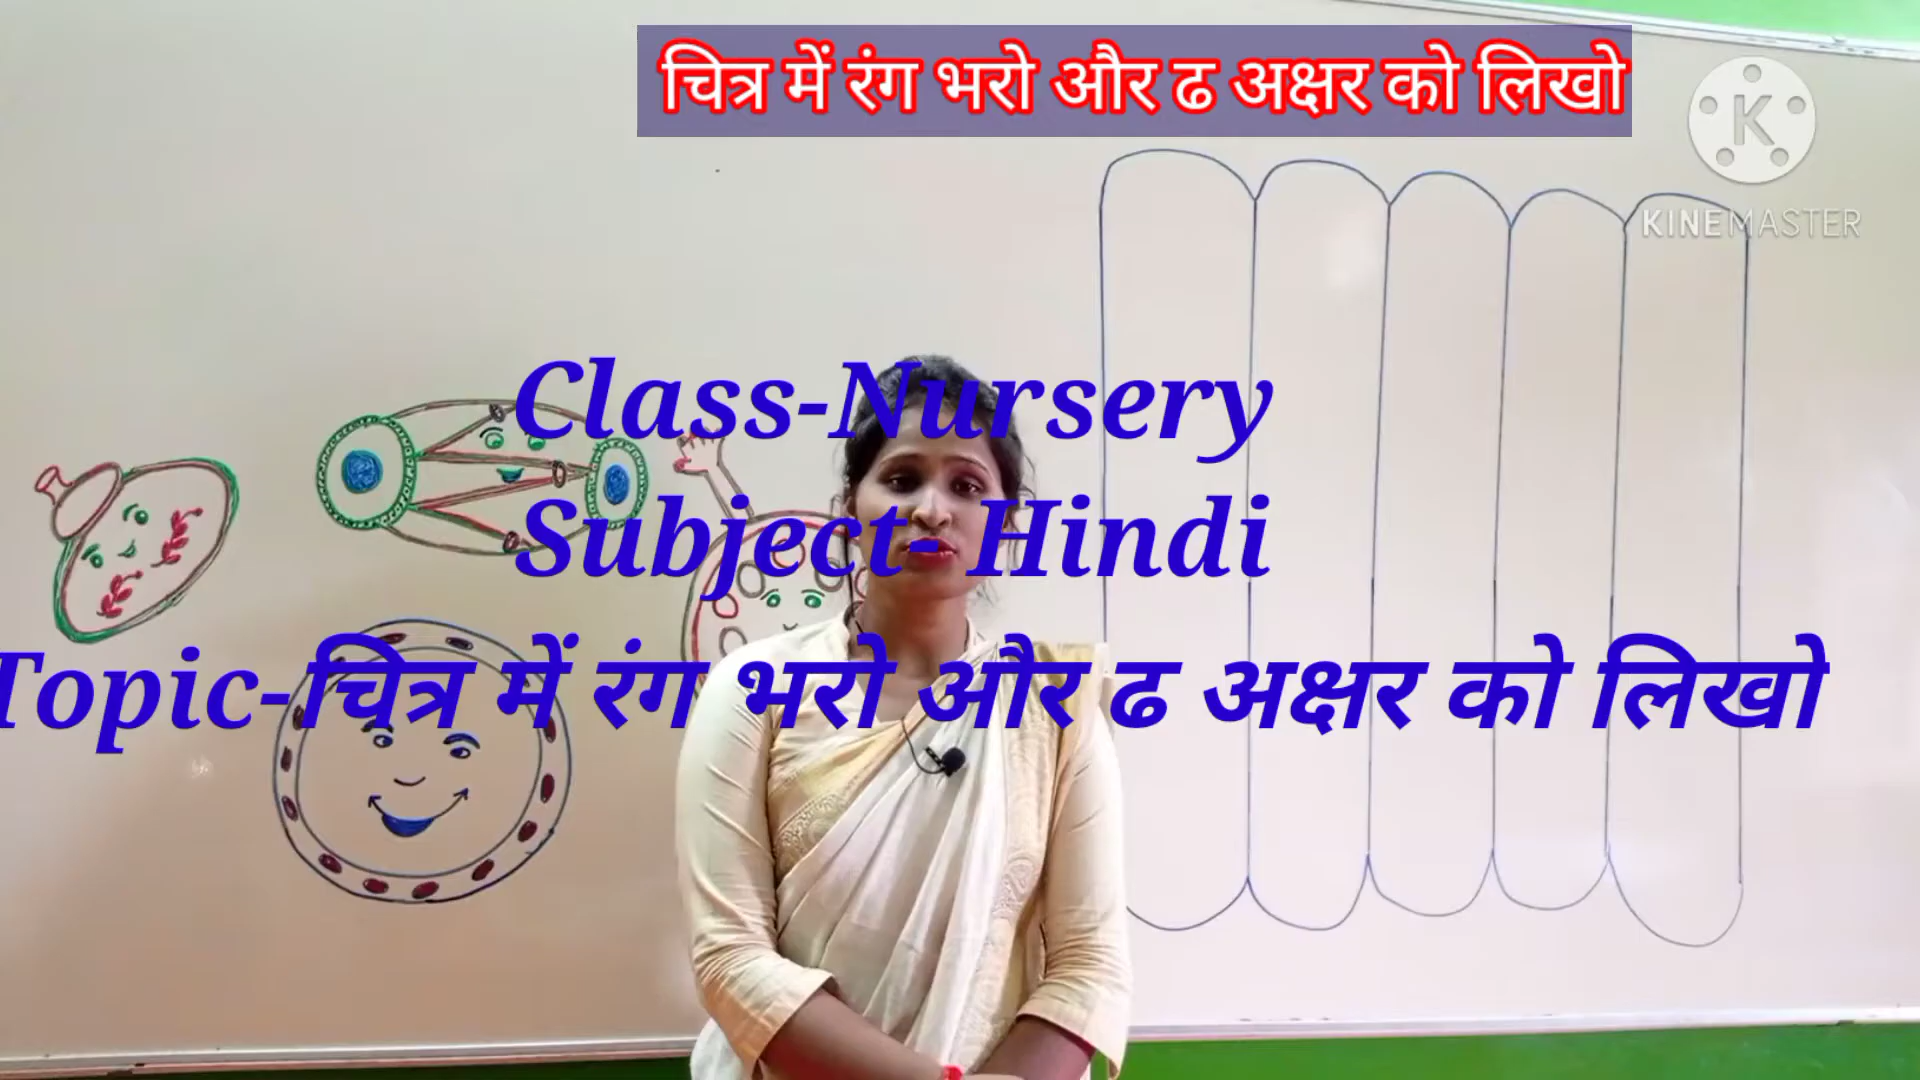 चित्र में रंग भरो और ढ अक्षर को लिखो
K
KINEMASTER
Class-Nursery
Subject- Hindi
Topic-चित्र में रंग भरो और ढ अक्षर को लिखो